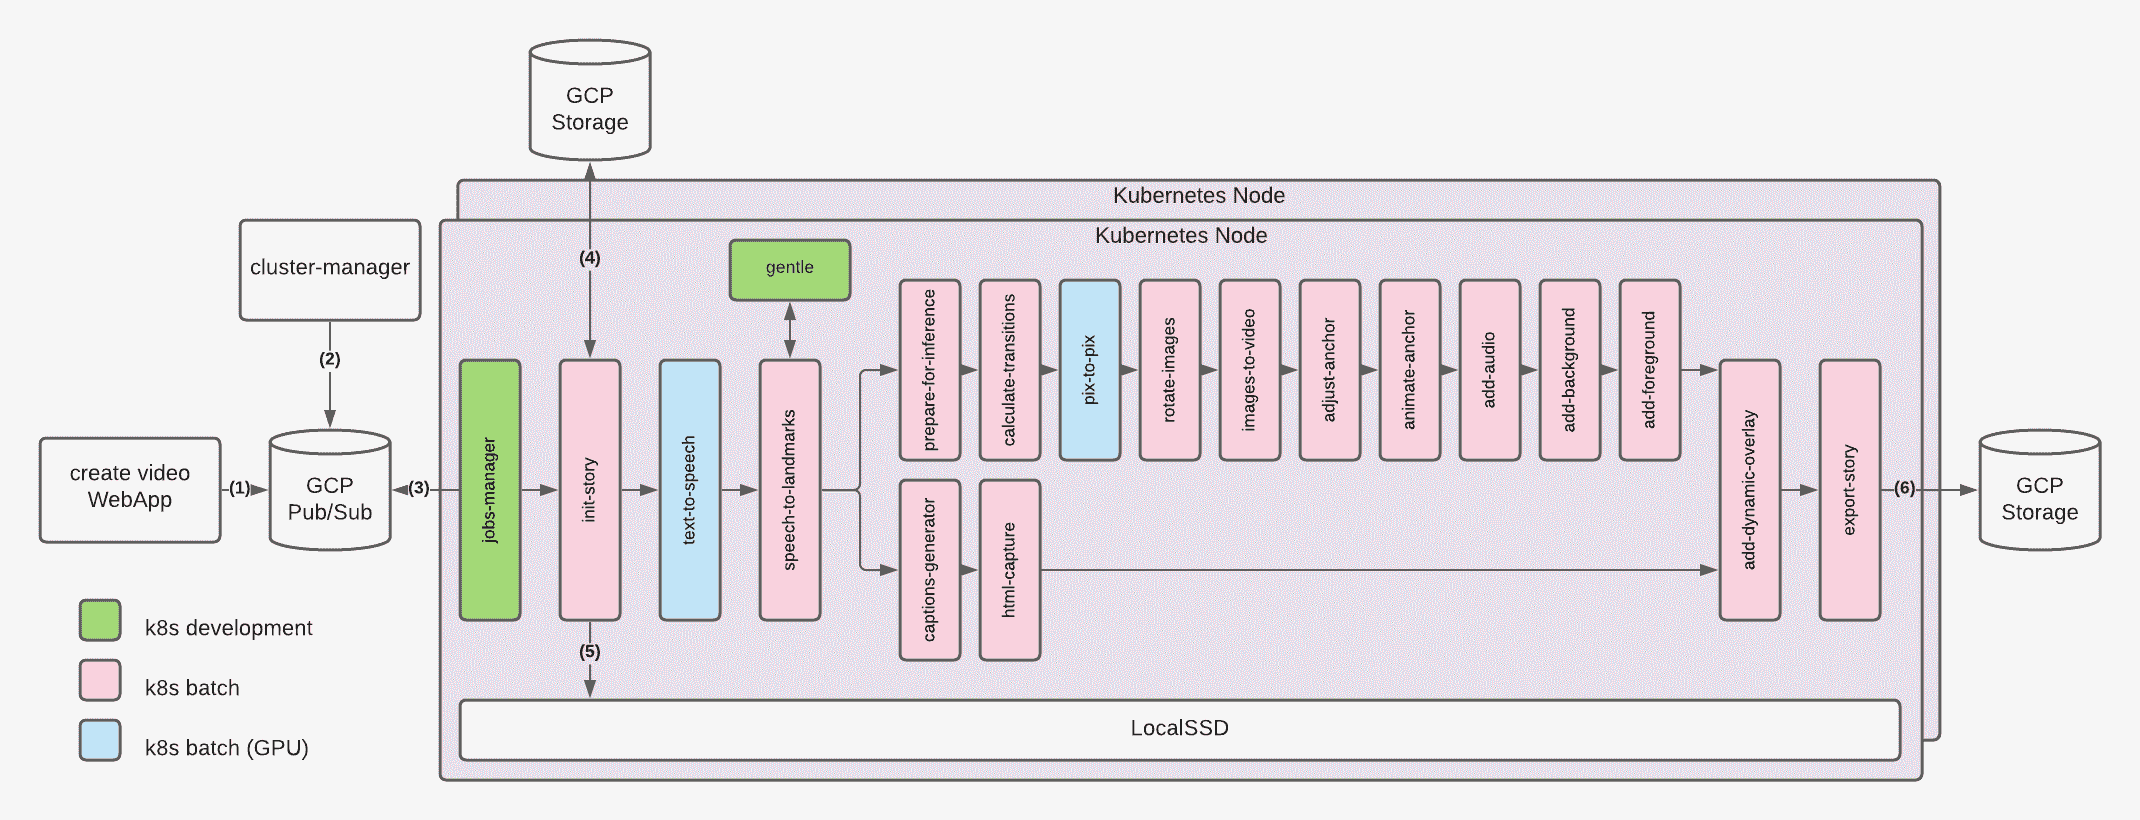 GCP
Storage
Kubernetes Node
Kubernetes Node
cluster-manager
(4)
gentle
(2)
create video
WebApp
(1)
GCP
Pub/Sub
(3)
jobs-manager
init-story
text-to-speech
speech-to-landmarks
prepare-for-inference
calculate-transitions
pix-to-pix
rotate-images
images-to-video
adjust-anchor
animate-anchor
add-audio
add-background
add-foreground
captions-generator
html-capture
add-dynamic-overlay
export-story
(6)
GCP
Storage
(5)
LocalSSD
k8s development
k8s batch
k8s batch (GPU)